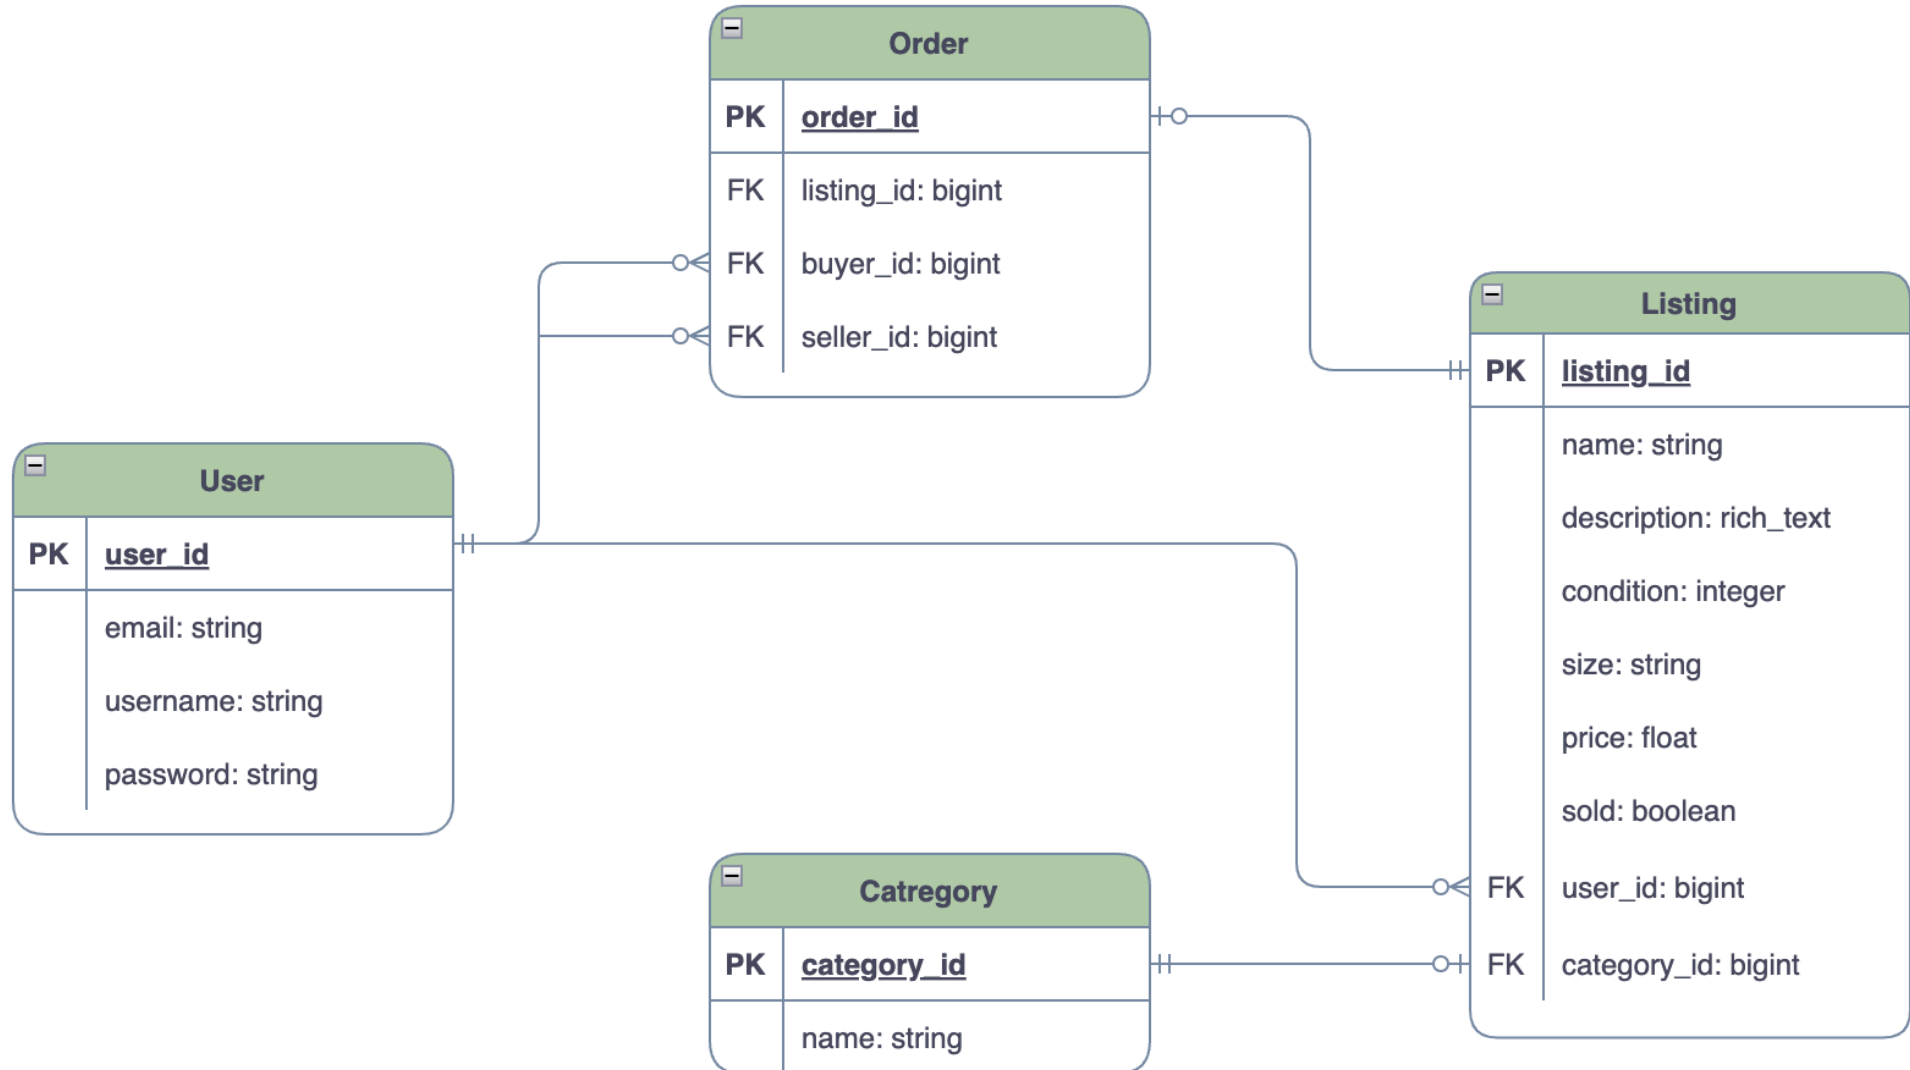 Order
PK order_id
FK listing_id: bigint
FK buyer_id: bigint
FK seller_id: bigint
Listing
PK listing_id
name: string
description: rich_text
condition: integer
size: string
price: float
sold: boolean
FK user_id: bigint
FK category_id: bigint
User
PK user_id
email: string
username: string
password: string
Catregory
PK category_id
name: string